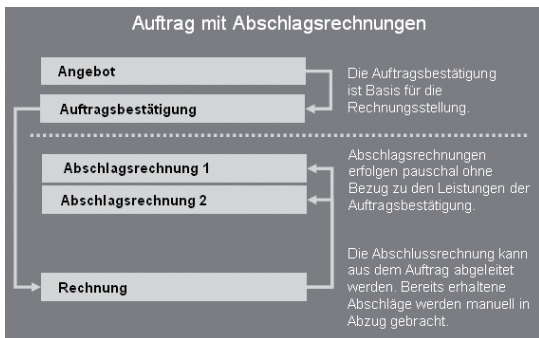 Auftrag mit Abschlagsrechnungen
Angebot
Auftragsbestätigung
Die Auftragsbestätigung
ist Basis für die
Rechnungsstellung.
Abschlagsrechnung 1
Abschlagsrechnung 2
Abschlagsrechnungen
erfolgen pauschal ohne
Bezug zu den Leistungen der
Auftragsbestätigung.
Rechnung
Die Abschlussrechnung kann
aus dem Auftrag abgeleitet
werden. Bereits erhaltene
Abschläge werden manuell in
Abzug gebracht.